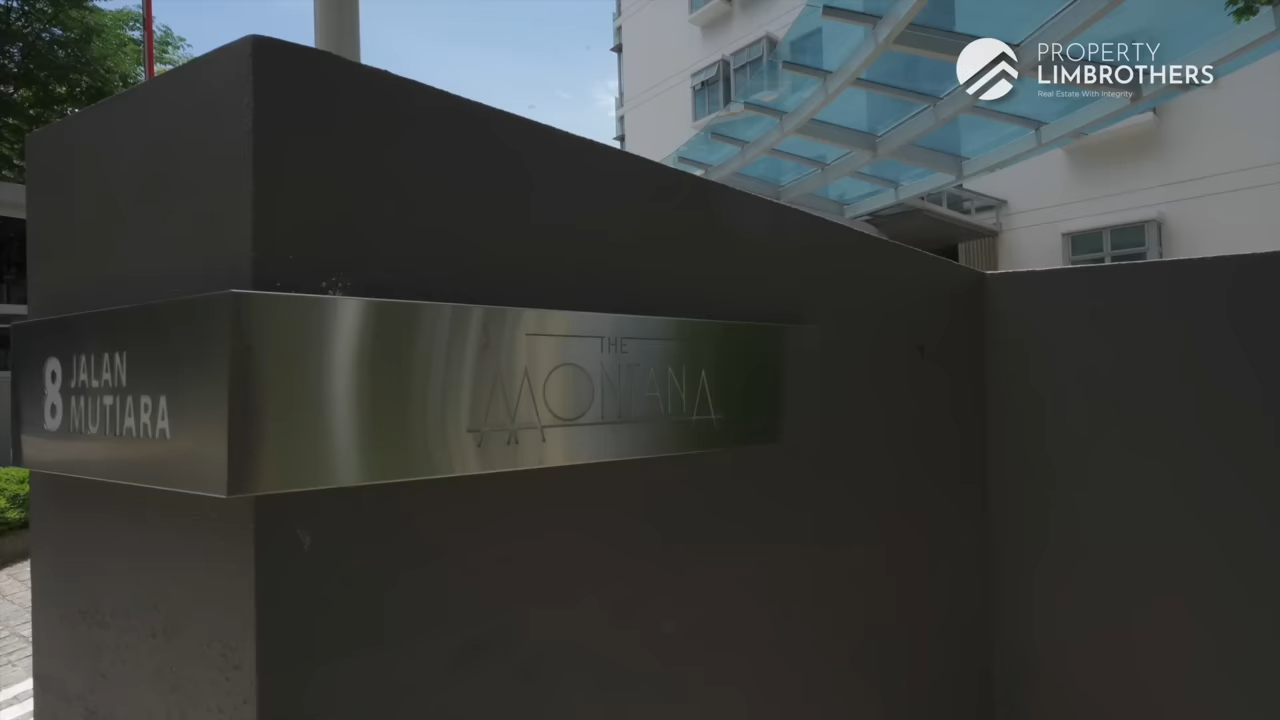 PROPERTY
LIMBROTHERS
Real Estate With Integrity
8 JALAN
MUTIARA
THE
MONTANA